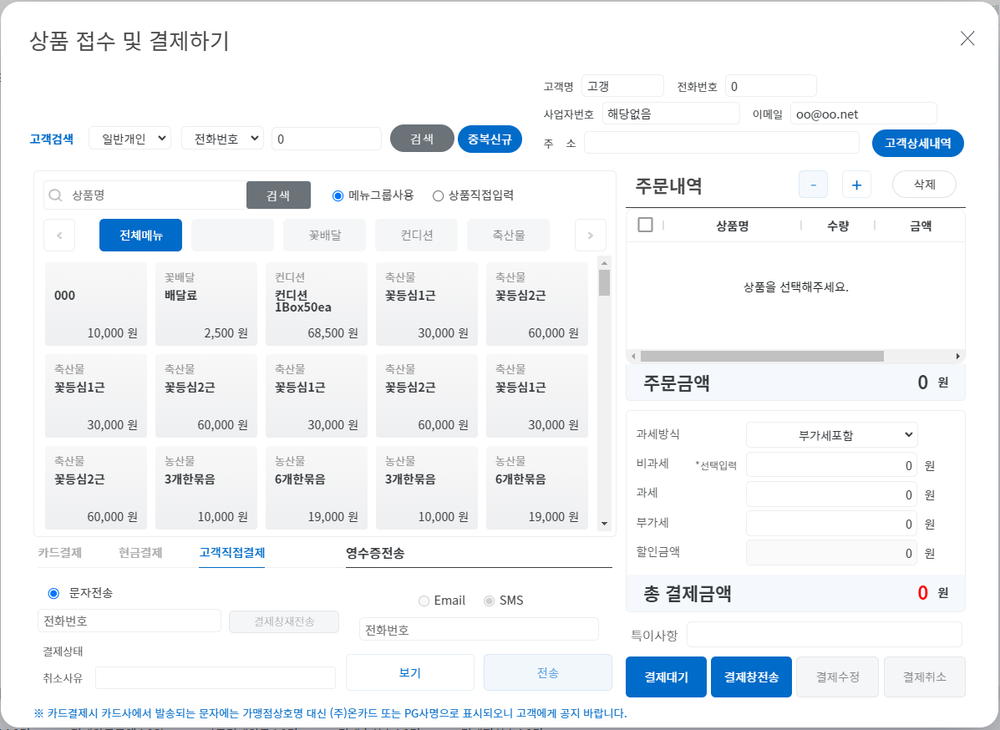 상품 접수 및 결제하기
고객명 고갱 전화번호 0
사업자번호 해당없음 이메일 oo@oo.net
고객검색 일반개인 전화번호 0 검색 중복신규 주 소 고객상세내역
상품명 검색 메뉴그룹사용 상품직접입력
주문내역 - + 삭제
< 전체메뉴 꽃배달 컨디션 축산물 >
상품명 수량 금액
상품을 선택해주세요.
꽃배달 컨디션 축산물 축산물
000 배달료 컨디션 꽃등심1근 꽃등심2근
1Box50ea
10,000 원 2,500 원 68,500 원 30,000 원 60,000 원
축산물 축산물 축산물 축산물 축산물
꽃등심1근 꽃등심2근 꽃등심1근 꽃등심2근 꽃등심1근
30,000 원 60,000 원 30,000 원 60,000 원 30,000 원
축산물 농산물 농산물 농산물 농산물
꽃등심2근 3개한묶음 6개한묶음 3개한묶음 6개한묶음
60,000 원 10,000 원 19,000 원 10,000 원 19,000 원
주문금액 0 원
과세방식 부가세포함
비과세 *선택입력 0 원
과세 0 원
부가세 0 원
할인금액 0 원
총 결제금액 0 원
특이사항
결제대기 결제창전송 결제수정 결제취소
카드결제 현금결제 고객직접결제 영수증전송
문자전송
Email SMS
전화번호 결제창재전송
전화번호
결제상태
취소사유
보기 전송
※ 카드결제시 카드사에서 발송되는 문자에는 가맹점상호명 대신 (주)온카드 또는 PG사명으로 표시되오니 고객에게 공지 바랍니다.